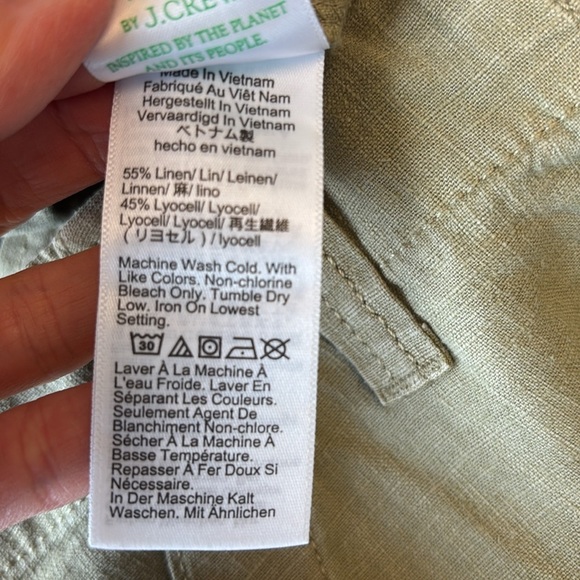 BY J.CREW
INSPIRED BY THE PLANET
AND ITS PEOPLE.
Made In Vietnam
Fabriqué Au Viêt Nam
Hergestellt In Vietnam
Vervaardigd In Vietnam
ベトナム製
hecho en vietnam
55% Linen/ Lin/ Leinen/
Linnen/ 麻/ lino
45% Lyocell/ Lyocell/
Lyocell/ Lyocell/ 再生繊維
(リヨセル)/lyocell
Machine Wash Cold. With
Like Colors. Non-chlorine
Bleach Only. Tumble Dry
Low. Iron On Lowest
Setting.
30
Laver À La Machine À
L'eau Froide. Laver En
Séparant Les Couleurs.
Seulement Agent De
Blanchiment Non-chlore.
Sécher À La Machine À
Basse Température.
Repasser À Fer Doux Si
Nécessaire.
In Der Maschine Kalt
Waschen. Mit Ähnlichen